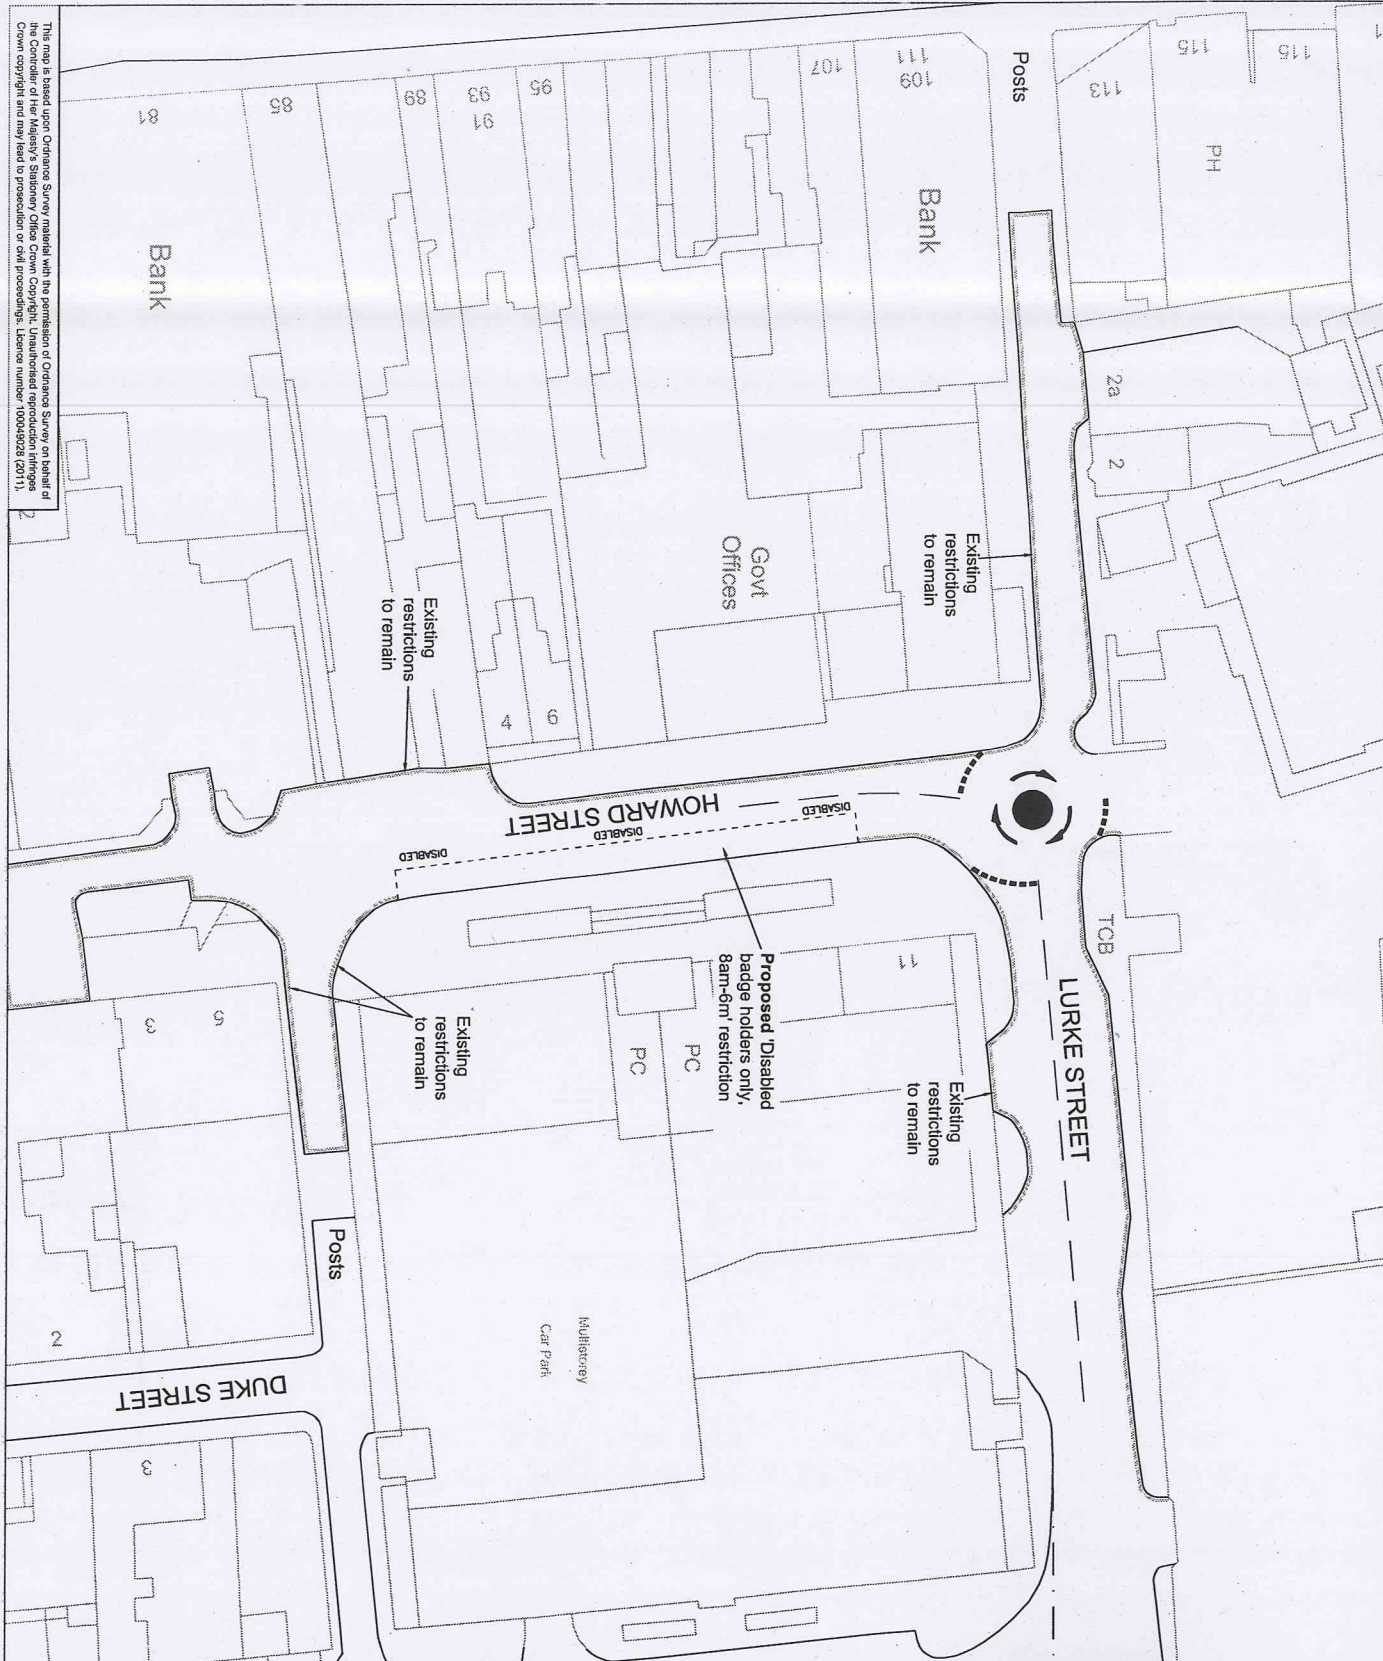 115
115
113
PH
Posts
111
109
107
95
93
91
89
85
81
Bank
Bank
2a
2
Existing
restrictions
to remain
Govt
Offices
Existing
restrictions
to remain
4
6
HOWARD STREET
DISABLED
DISABLED
DISABLED
TCB
LURKE STREET
11
Proposed 'Disabled
badge holders only,
8am-6m' restriction
PC
PC
Existing
restrictions
to remain
Existing
restrictions
to remain
3
5
Posts
Multistorey
Car Park
2
DUKE STREET
3
2
This map is based upon Ordnance Survey material with the permission of Ordnance Survey on behalf of
the Controller of Her Majesty's Stationery Office Crown Copyright. Unauthorised reproduction infringes
Crown copyright and may lead to prosecution or civil proceedings. Licence number 100049028 (2011).